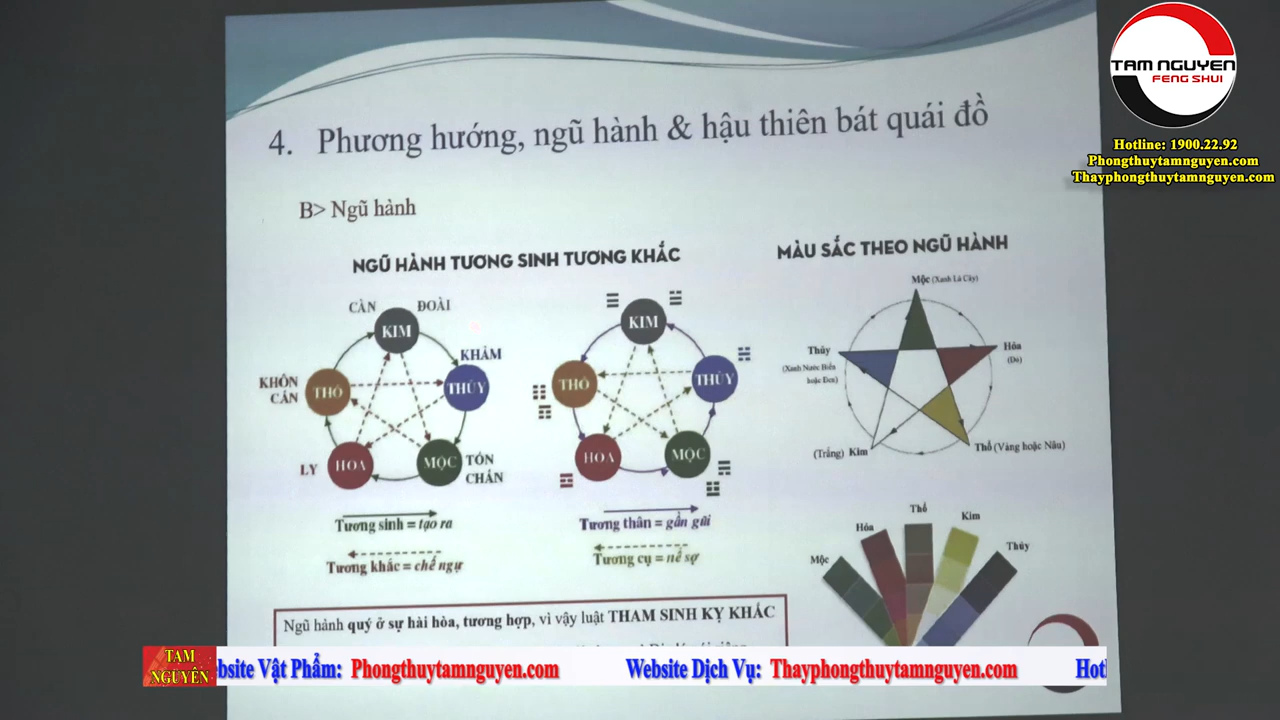 TAM NGUYEN
FENG SHUI
Hotline: 1900.22.92
Phongthuytamnguyen.com
Thayphongthuytamnguyen.com
4. Phương hướng, ngũ hành & hậu thiên bát quái đồ
B> Ngũ hành
NGŨ HÀNH TƯƠNG SINH TƯƠNG KHẮC
CÀN ĐOÀI
KIM
KHẢM
THỦY
KHÔN
CẤN
THỔ
LY
HOA
MỘC
TỐN
CHẤN
Tương sinh = tạo ra
Tương khắc = chế ngự
KIM
THỔ
THỦY
HOA
MỘC
Tương thân = gần gũi
Tương cụ = nể sợ
MÀU SẮC THEO NGŨ HÀNH
Mộc (Xanh Lá Cây)
Thủy
(Xanh Nước Biển
hoặc Đen)
Hỏa
(Đỏ)
(Trắng) Kim
Thổ (Vàng hoặc Nâu)
Mộc
Hỏa
Thổ
Kim
Thủy
Ngũ hành quý ở sự hài hòa, tương hợp, vì vậy luật THAM SINH KỴ KHẮC
TAM
NGUYÊN
bsite Vật Phẩm: Phongthuytamnguyen.com Website Dịch Vụ: Thayphongthuytamnguyen.com Hotl